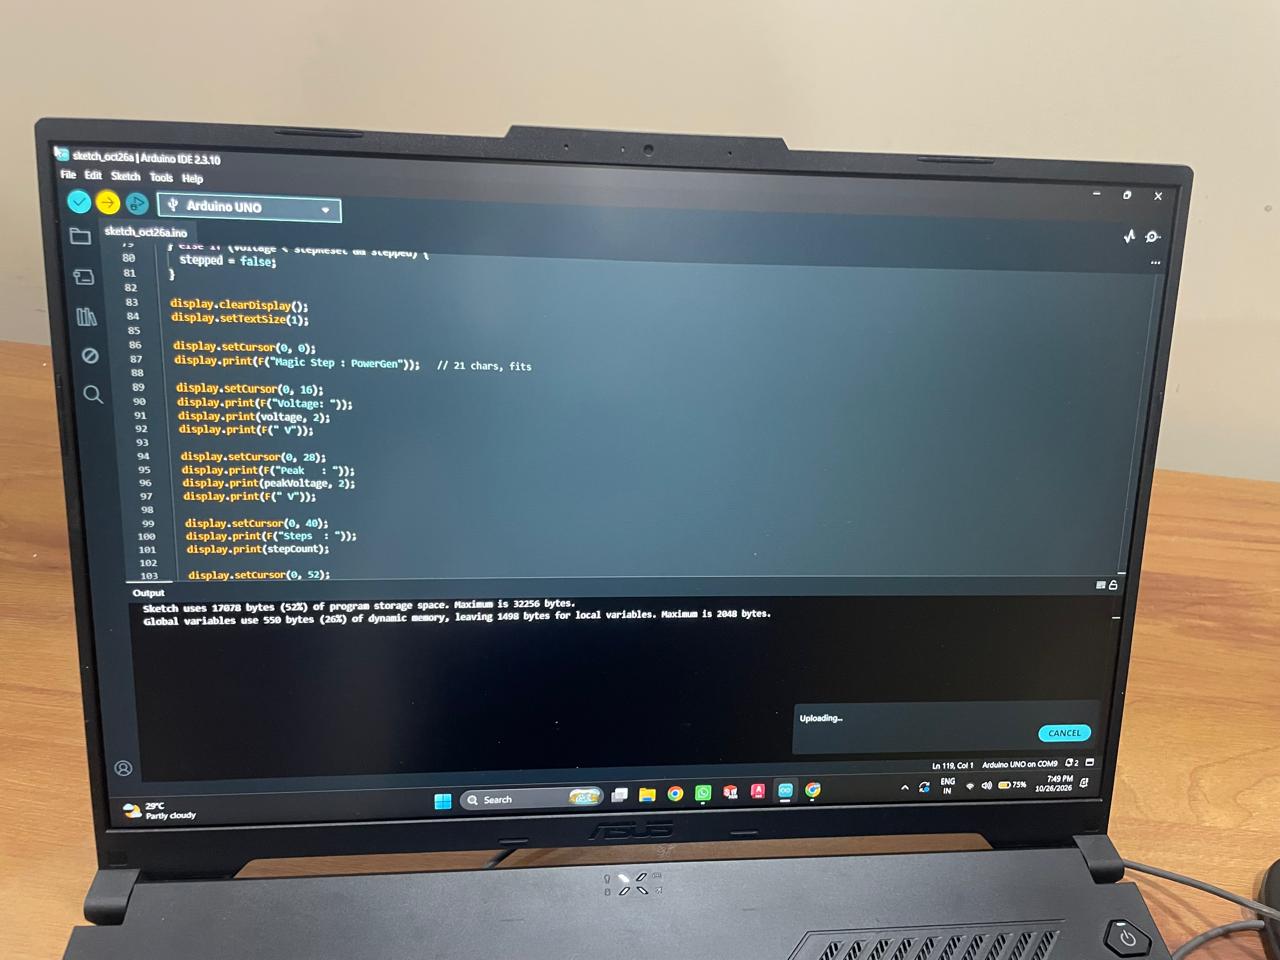 sketch_oct26a | Arduino IDE 2.3.10
File Edit Sketch Tools Help
Arduino UNO
sketch_oct26a.ino
79 } else if (voltage < stepReset && stepped) {
80 stepped = false;
81 }
82
83 display.clearDisplay();
84 display.setTextSize(1);
85
86 display.setCursor(0, 0);
87 display.print(F("Magic Step : PowerGen")); // 21 chars, fits
88
89 display.setCursor(0, 16);
90 display.print(F("Voltage: "));
91 display.print(voltage, 2);
92 display.print(F(" V"));
93
94 display.setCursor(0, 28);
95 display.print(F("Peak   : "));
96 display.print(peakVoltage, 2);
97 display.print(F(" V"));
98
99 display.setCursor(0, 40);
100 display.print(F("Steps  : "));
101 display.print(stepCount);
102
103 display.setCursor(0, 52);
Output
Sketch uses 17078 bytes (52%) of program storage space. Maximum is 32256 bytes.
Global variables use 550 bytes (26%) of dynamic memory, leaving 1498 bytes for local variables. Maximum is 2048 bytes.
Uploading...
CANCEL
Ln 119, Col 1 Arduino UNO on COM9 2
29°C
Partly cloudy
Search
ENG
IN
75%
7:49 PM
10/26/2026
ASUS